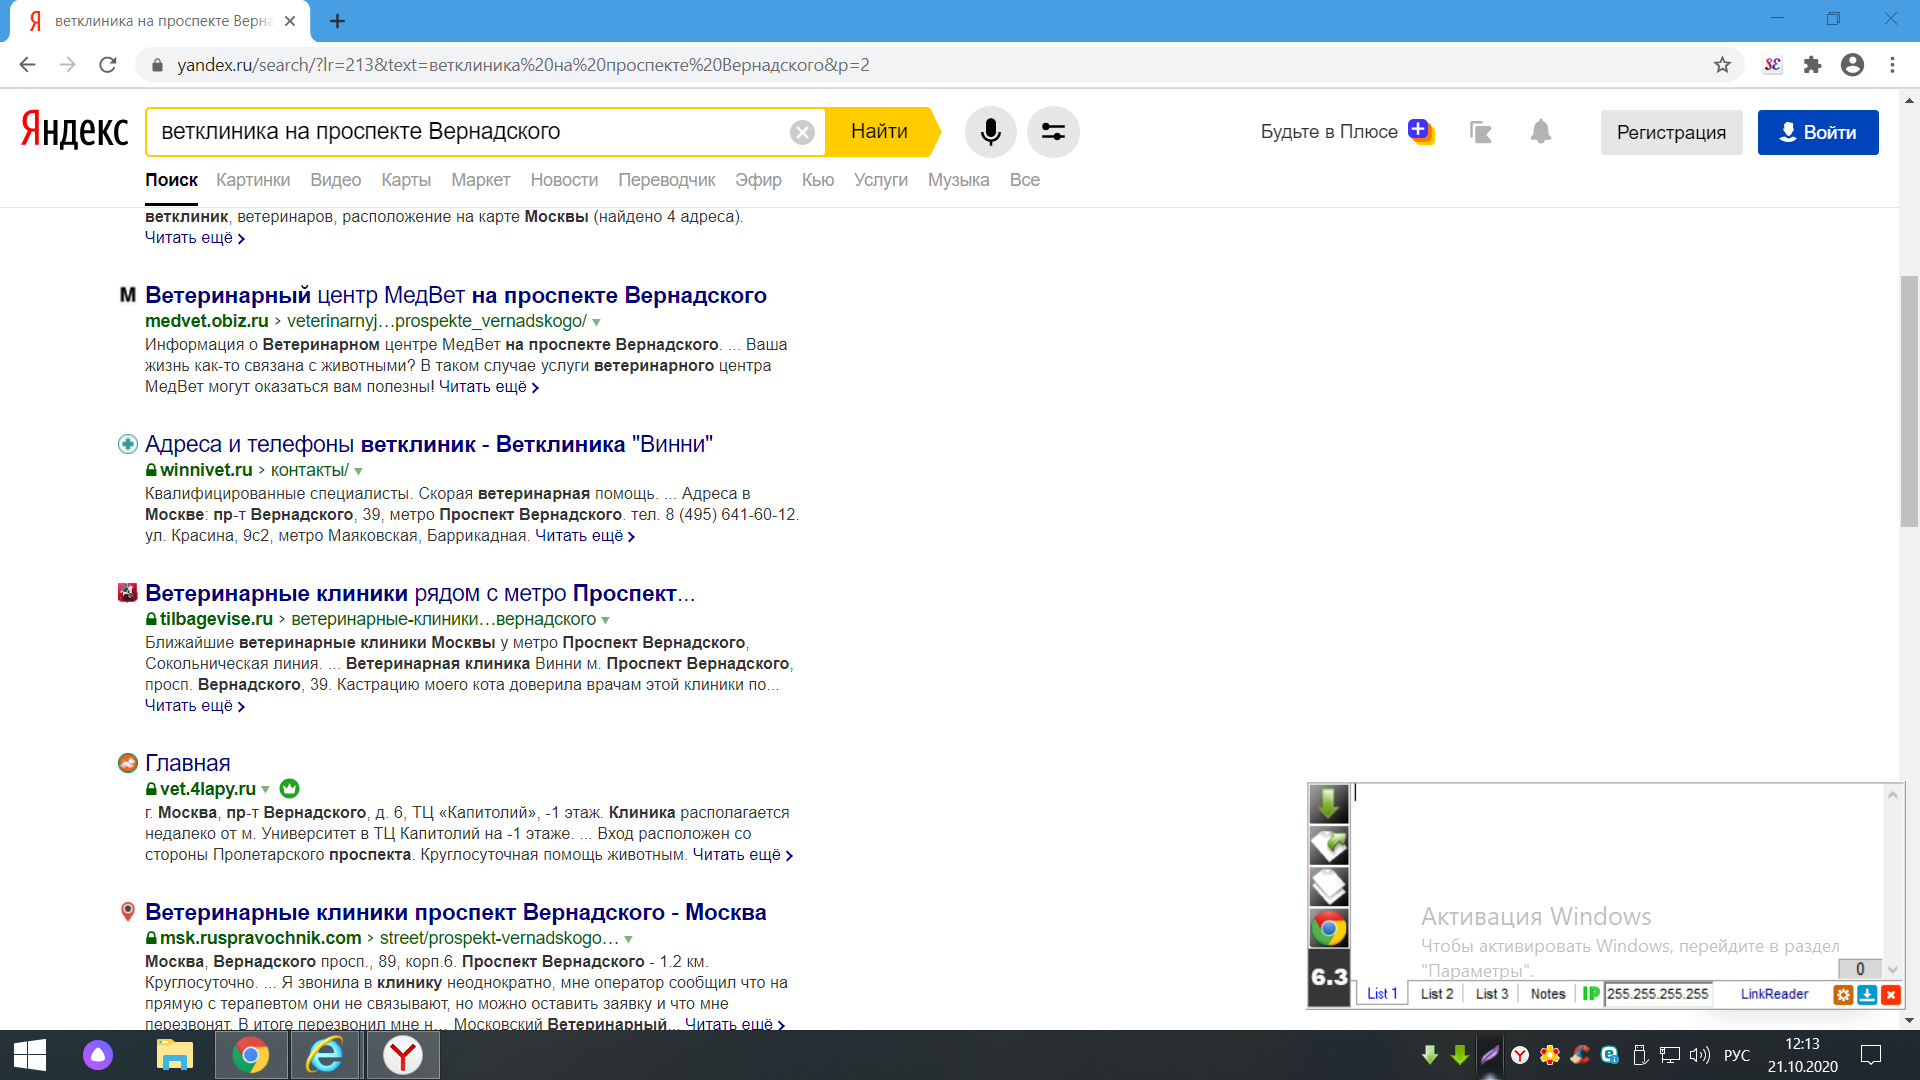 ветклиника на проспекте Верна
yandex.ru/search/?lr=213&text=ветклиника%20на%20проспекте%20Вернадского&p=2
Яндекс
ветклиника на проспекте Вернадского
Найти
Будьте в Плюсе
Регистрация
Войти
Поиск Картинки Видео Карты Маркет Новости Переводчик Эфир Кью Услуги Музыка Все
ветклиник, ветеринаров, расположение на карте Москвы (найдено 4 адреса).
Читать ещё >
Ветеринарный центр МедВет на проспекте Вернадского
medvet.obiz.ru > veterinarnyj…prospekte_vernadskogo/
Информация о Ветеринарном центре МедВет на проспекте Вернадского. ... Ваша
жизнь как-то связана с животными? В таком случае услуги ветеринарного центра
МедВет могут оказаться вам полезны! Читать ещё >
Адреса и телефоны ветклиник - Ветклиника "Винни"
winnivet.ru > контакты/
Квалифицированные специалисты. Скорая ветеринарная помощь. ... Адреса в
Москве: пр-т Вернадского, 39, метро Проспект Вернадского. тел. 8 (495) 641-60-12.
ул. Красина, 9с2, метро Маяковская, Баррикадная. Читать ещё >
Ветеринарные клиники рядом с метро Проспект...
tilbagevise.ru > ветеринарные-клиники…вернадского
Ближайшие ветеринарные клиники Москвы у метро Проспект Вернадского,
Сокольническая линия. ... Ветеринарная клиника Винни м. Проспект Вернадского,
просп. Вернадского, 39. Кастрацию моего кота доверила врачам этой клиники по...
Читать ещё >
Главная
vet.4lapy.ru
г. Москва, пр-т Вернадского, д. 6, ТЦ «Капитолий», -1 этаж. Клиника располагается
недалеко от м. Университет в ТЦ Капитолий на -1 этаже. ... Вход расположен со
стороны Пролетарского проспекта. Круглосуточная помощь животным. Читать ещё >
Ветеринарные клиники проспект Вернадского - Москва
msk.ruspravochnik.com > street/prospekt-vernadskogo…
Москва, Вернадского просп., 89, корп.6. Проспект Вернадского - 1.2 км.
Круглосуточно. ... Я звонила в клинику неоднократно, мне оператор сообщил что на
прямую с терапевтом они не связывают, но можно оставить заявку и что мне
перезвонят. В итоге перезвонил мне н... Московский Ветеринарный... Читать ещё >
Активация Windows
Чтобы активировать Windows, перейдите в раздел
"Параметры".
0
6.3
List 1 List 2 List 3 Notes IP 255.255.255.255 LinkReader
РУС
12:13
21.10.2020